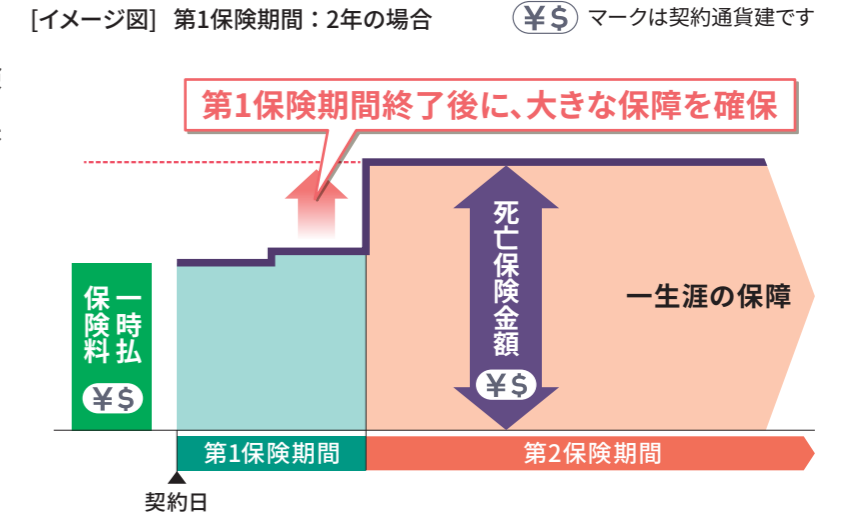 [イメージ図] 第1保険期間：2年の場合
¥$ マークは契約通貨建です
第1保険期間終了後に、大きな保障を確保
死亡保険金額
¥$
一生涯の保障
一時払
保険料
¥$
第1保険期間
第2保険期間
▲
契約日